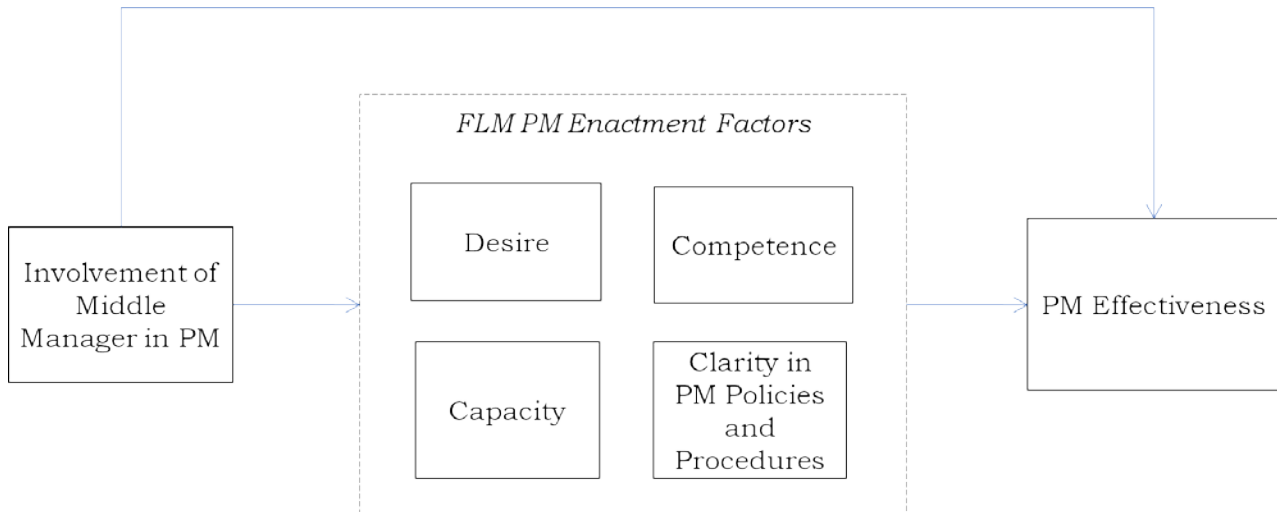 FLM PM Enactment Factors
Desire
Competence
Involvement of
Middle
Manager in PM
PM Effectiveness
Capacity
Clarity in
PM Policies
and
Procedures